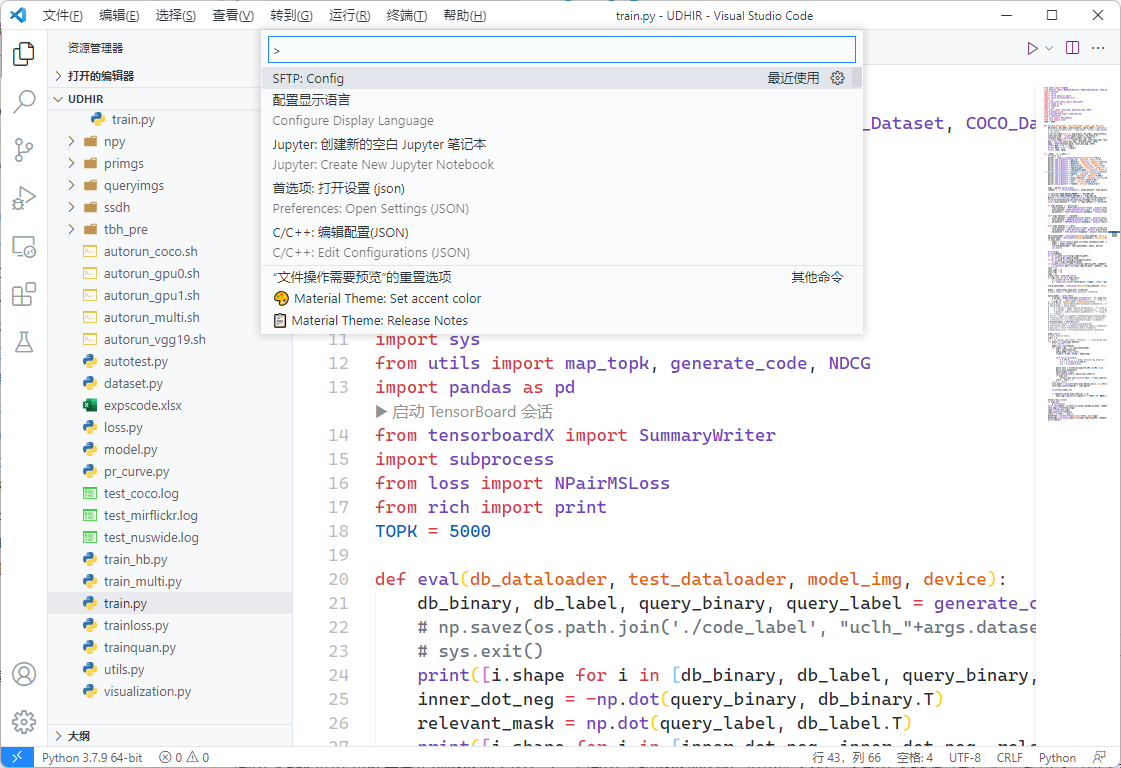 文件(F) 编辑(E) 选择(S) 查看(V) 转到(G) 运行(R) 终端(T) 帮助(H) train.py - UDHIR - Visual Studio Code
资源管理器
打开的编辑器
UDHIR
train.py
npy
primgs
queryimgs
ssdh
tbh_pre
autorun_coco.sh
autorun_gpu0.sh
autorun_gpu1.sh
autorun_multi.sh
autorun_vgg19.sh
autotest.py
dataset.py
expscode.xlsx
loss.py
model.py
pr_curve.py
test_coco.log
test_mirflickr.log
test_nuswide.log
train_hb.py
train_multi.py
train.py
trainloss.py
trainquan.py
utils.py
visualization.py
大纲
>
SFTP: Config 最近使用
配置显示语言
Configure Display Language
Jupyter: 创建新的空白 Jupyter 笔记本
Jupyter: Create New Jupyter Notebook
首选项: 打开设置 (json)
Preferences: Open Settings (JSON)
C/C++: 编辑配置(JSON)
C/C++: Edit Configurations (JSON)
“文件操作需要预览”的重置选项 其他命令
Material Theme: Set accent color
Material Theme: Release Notes
_Dataset, COCO_Da
11 import sys
12 from utils import map_topk, generate_code, NDCG
13 import pandas as pd
▶ 启动 TensorBoard 会话
14 from tensorboardX import SummaryWriter
15 import subprocess
16 from loss import NPairMSLoss
17 from rich import print
18 TOPK = 5000
19
20 def eval(db_dataloader, test_dataloader, model_img, device):
21 db_binary, db_label, query_binary, query_label = generate_c
22 # np.savez(os.path.join('./code_label', "uclh_"+args.datase
23 # sys.exit()
24 print([i.shape for i in [db_binary, db_label, query_binary,
25 inner_dot_neg = -np.dot(query_binary, db_binary.T)
26 relevant_mask = np.dot(query_label, db_label.T)
27 print([i.shape for i in [inner_dot_neg, inner_dot_neg, rele
Python 3.7.9 64-bit 0 0 行 43，列 66 空格: 4 UTF-8 CRLF Python